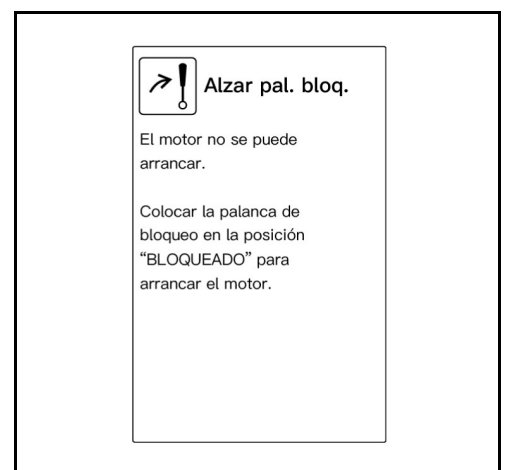 Alzar pal. bloq.
El motor no se puede
arrancar.
Colocar la palanca de
bloqueo en la posición
“BLOQUEADO” para
arrancar el motor.